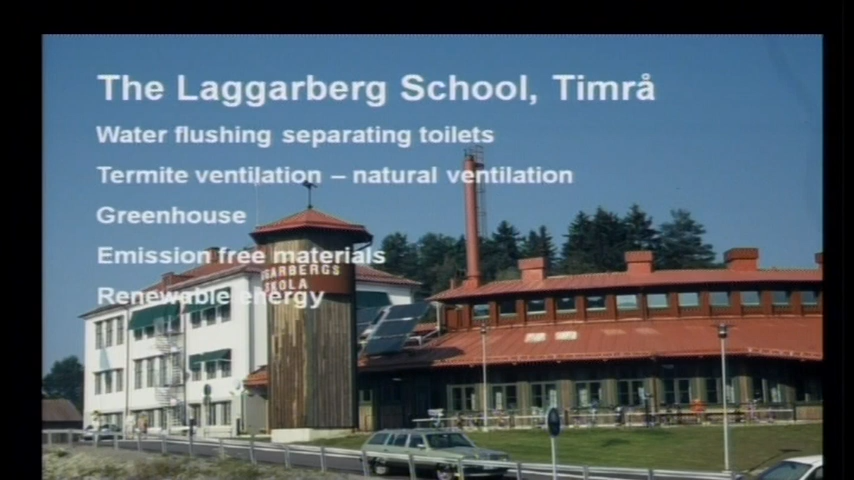 The Laggarberg School, Timrå
Water flushing separating toilets
Termite ventilation – natural ventilation
Greenhouse
Emission free materials
GARBERGS
SKOLA
Renewable energy